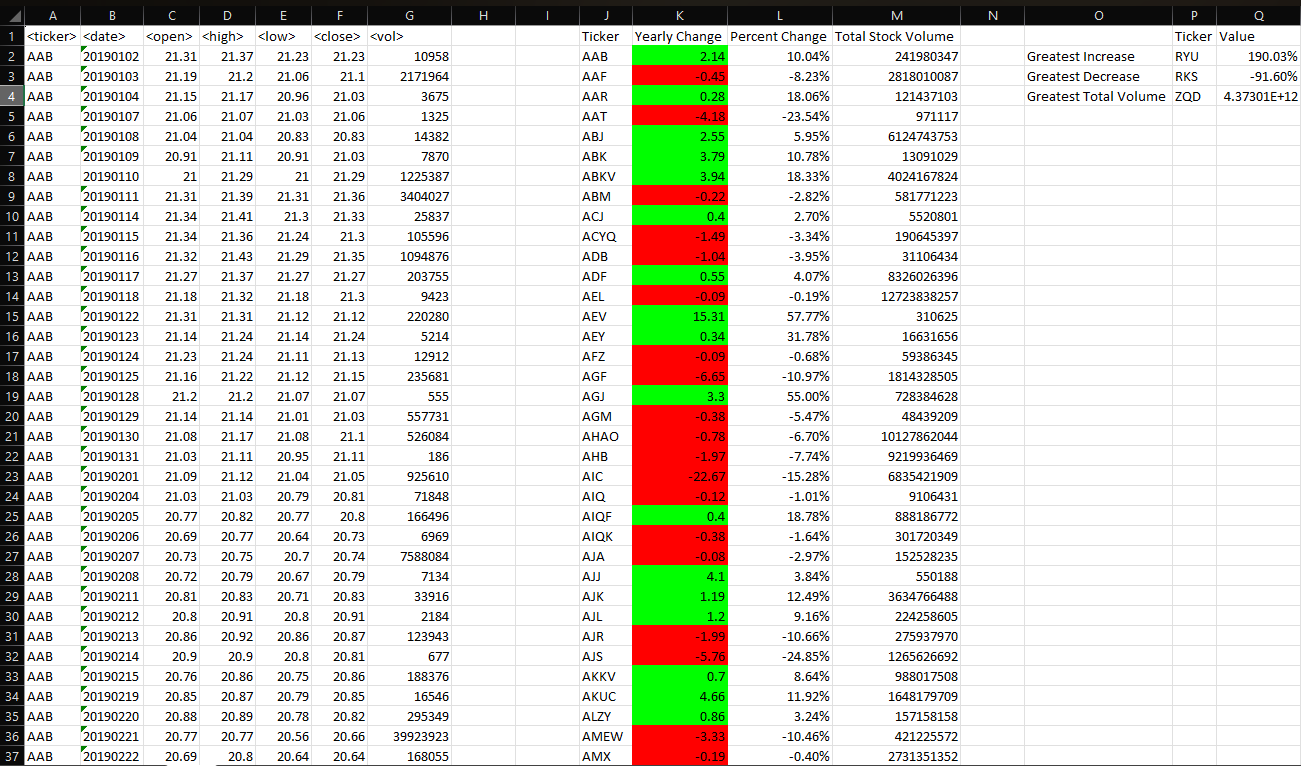 A B C D E F G H I J K L M N O P Q
1 <ticker> <date> <open> <high> <low> <close> <vol> Ticker Yearly Change Percent Change Total Stock Volume Ticker Value
2 AAB 20190102 21.31 21.37 21.23 21.23 10958 AAB 2.14 10.04% 241980347 Greatest Increase RYU 190.03%
3 AAB 20190103 21.19 21.2 21.06 21.1 2171964 AAF -0.45 -8.23% 2818010087 Greatest Decrease RKS -91.60%
4 AAB 20190104 21.15 21.17 20.96 21.03 3675 AAR 0.28 18.06% 121437103 Greatest Total Volume ZQD 4.37301E+12
5 AAB 20190107 21.06 21.07 21.03 21.06 1325 AAT -4.18 -23.54% 971117
6 AAB 20190108 21.04 21.04 20.83 20.83 14382 ABJ 2.55 5.95% 6124743753
7 AAB 20190109 20.91 21.11 20.91 21.03 7870 ABK 3.79 10.78% 13091029
8 AAB 20190110 21 21.29 21 21.29 1225387 ABKV 3.94 18.33% 4024167824
9 AAB 20190111 21.31 21.39 21.31 21.36 3404027 ABM -0.22 -2.82% 581771223
10 AAB 20190114 21.34 21.41 21.3 21.33 25837 ACJ 0.4 2.70% 5520801
11 AAB 20190115 21.34 21.36 21.24 21.3 105596 ACYQ -1.49 -3.34% 190645397
12 AAB 20190116 21.32 21.43 21.29 21.35 1094876 ADB -1.04 -3.95% 31106434
13 AAB 20190117 21.27 21.37 21.27 21.27 203755 ADF 0.55 4.07% 8326026396
14 AAB 20190118 21.18 21.32 21.18 21.3 9423 AEL -0.09 -0.19% 12723838257
15 AAB 20190122 21.31 21.31 21.12 21.12 220280 AEV 15.31 57.77% 310625
16 AAB 20190123 21.14 21.24 21.14 21.24 5214 AEY 0.34 31.78% 16631656
17 AAB 20190124 21.23 21.24 21.11 21.13 12912 AFZ -0.09 -0.68% 59386345
18 AAB 20190125 21.16 21.22 21.12 21.15 235681 AGF -6.65 -10.97% 1814328505
19 AAB 20190128 21.2 21.2 21.07 21.07 555 AGJ 3.3 55.00% 728384628
20 AAB 20190129 21.14 21.14 21.01 21.03 557731 AGM -0.38 -5.47% 48439209
21 AAB 20190130 21.08 21.17 21.08 21.1 526084 AHAO -0.78 -6.70% 10127862044
22 AAB 20190131 21.03 21.11 20.95 21.11 186 AHB -1.97 -7.74% 9219936469
23 AAB 20190201 21.09 21.12 21.04 21.05 925610 AIC -22.67 -15.28% 6835421909
24 AAB 20190204 21.03 21.03 20.79 20.81 71848 AIQ -0.12 -1.01% 9106431
25 AAB 20190205 20.77 20.82 20.77 20.8 166496 AIQF 0.4 18.78% 888186772
26 AAB 20190206 20.69 20.77 20.64 20.73 6969 AIQK -0.38 -1.64% 301720349
27 AAB 20190207 20.73 20.75 20.7 20.74 7588084 AJA -0.08 -2.97% 152528235
28 AAB 20190208 20.72 20.79 20.67 20.79 7134 AJJ 4.1 3.84% 550188
29 AAB 20190211 20.81 20.83 20.71 20.83 33916 AJK 1.19 12.49% 3634766488
30 AAB 20190212 20.8 20.91 20.8 20.91 2184 AJL 1.2 9.16% 224258605
31 AAB 20190213 20.86 20.92 20.86 20.87 123943 AJR -1.99 -10.66% 275937970
32 AAB 20190214 20.9 20.9 20.8 20.81 677 AJS -5.76 -24.85% 1265626692
33 AAB 20190215 20.76 20.86 20.75 20.86 188376 AKKV 0.7 8.64% 988017508
34 AAB 20190219 20.85 20.87 20.79 20.85 16546 AKUC 4.66 11.92% 1648179709
35 AAB 20190220 20.88 20.89 20.78 20.82 295349 ALZY 0.86 3.24% 157158158
36 AAB 20190221 20.77 20.77 20.56 20.66 39923923 AMEW -3.33 -10.46% 421225572
37 AAB 20190222 20.69 20.8 20.64 20.64 168055 AMX -0.19 -0.40% 2731351352